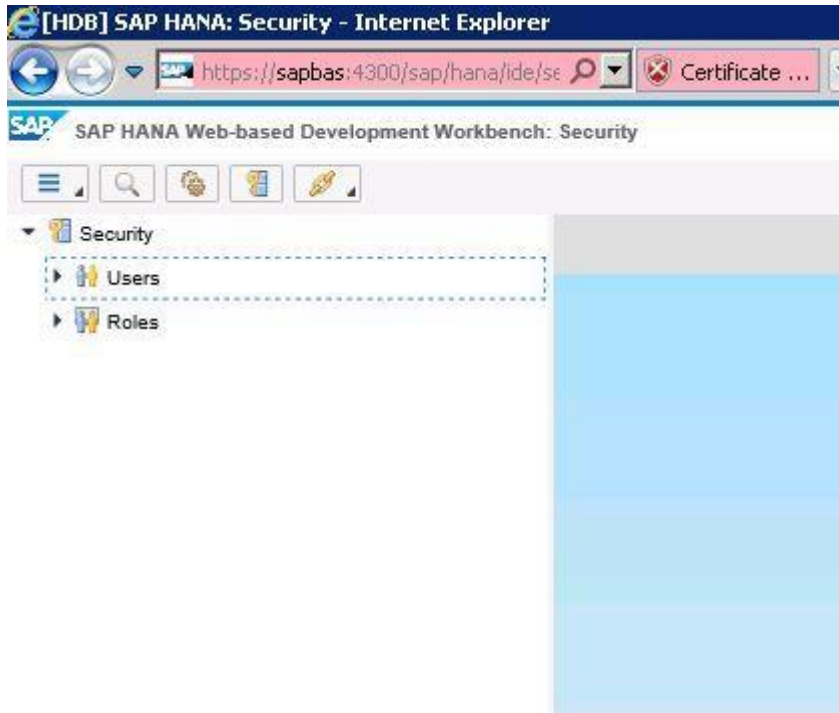 [HDB] SAP HANA: Security - Internet Explorer
https://sapbas:4300/sap/hana/ide/se
Certificate ...
SAP SAP HANA Web-based Development Workbench: Security
Security
Users
Roles